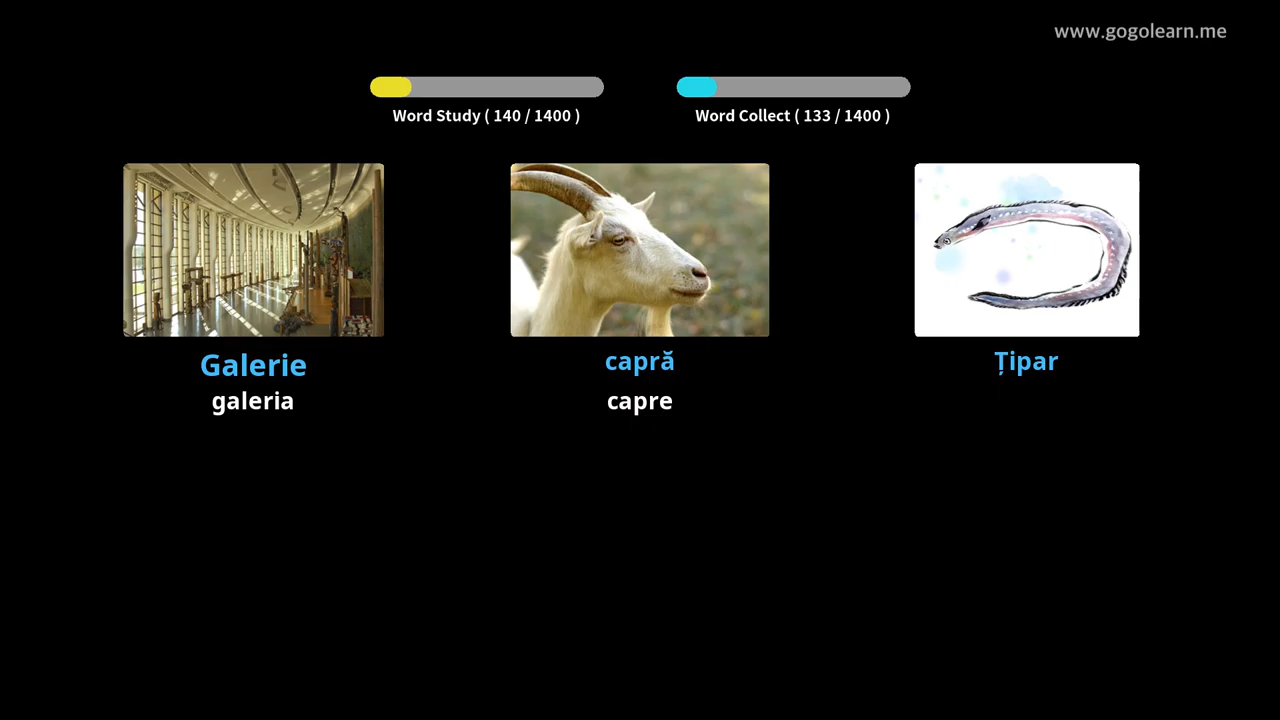 www.gogolearn.me
Word Study ( 140 / 1400 )
Word Collect ( 133 / 1400 )
Galerie
galeria
capră
capre
Țipar